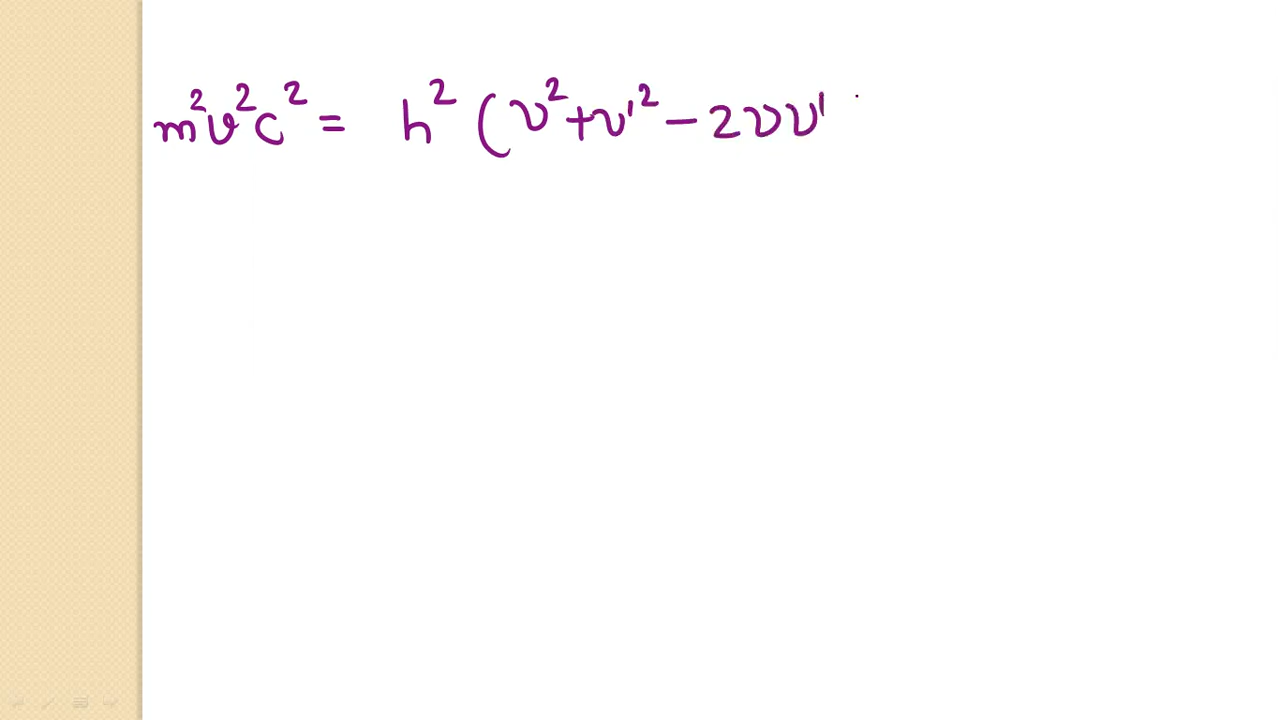 m²v²c² = h² (ν² + ν'² − 2νν'